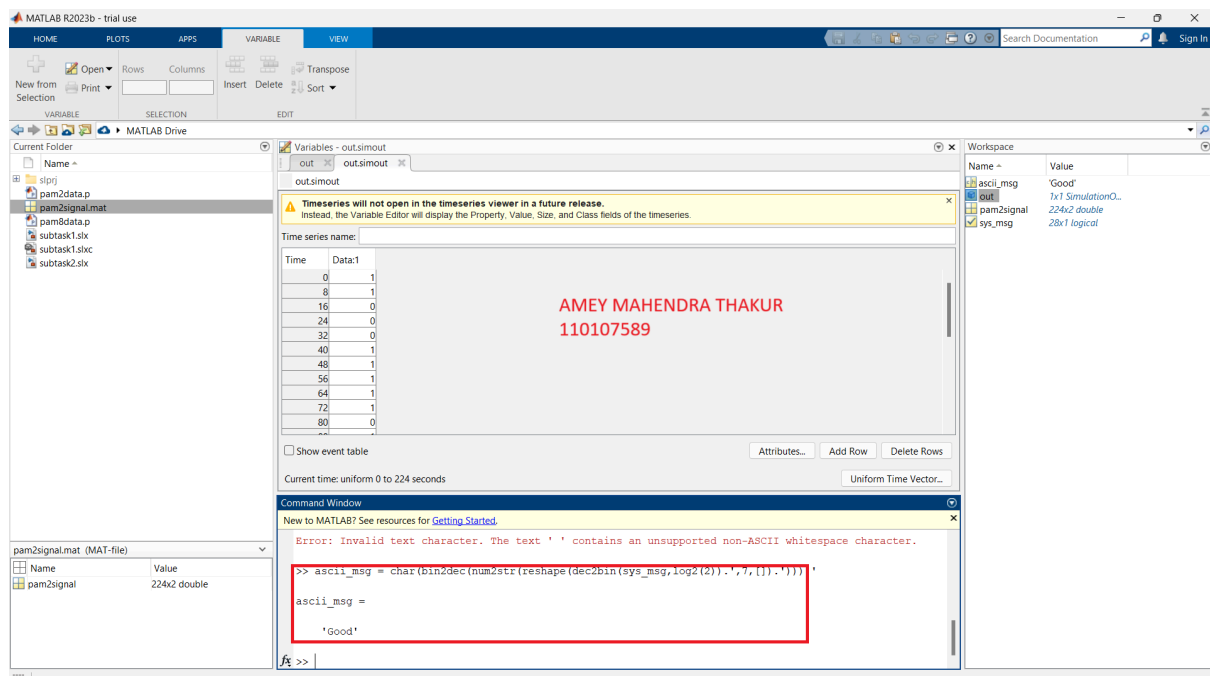 MATLAB R2023b - trial use
HOME PLOTS APPS VARIABLE VIEW Search Documentation Sign In
New from Selection
Open
Print
Rows Columns
Insert Delete
Transpose
Sort
VARIABLE SELECTION EDIT
MATLAB Drive
Current Folder
Name
slprj
pam2data.p
pam2signal.mat
pam8data.p
subtask1.slx
subtask1.slxc
subtask2.slx
pam2signal.mat (MAT-file)
Name Value
pam2signal 224x2 double
Variables - out.simout
out out.simout
out.simout
Timeseries will not open in the timeseries viewer in a future release.
Instead, the Variable Editor will display the Property, Value, Size, and Class fields of the timeseries.
Time series name:
Time Data:1
0 1
8 1
16 0
24 0
32 0
40 1
48 1
56 1
64 1
72 1
80 0
AMEY MAHENDRA THAKUR
110107589
Show event table
Attributes... Add Row Delete Rows
Current time: uniform 0 to 224 seconds
Uniform Time Vector...
Command Window
New to MATLAB? See resources for Getting Started.
Error: Invalid text character. The text ' ' contains an unsupported non-ASCII whitespace character.
>> ascii_msg = char(bin2dec(num2str(reshape(dec2bin(sys_msg,log2(2)).',7,[]).'))).'
ascii_msg =
'Good'
fx >>
Workspace
Name Value
ascii_msg 'Good'
out 1x1 SimulationO...
pam2signal 224x2 double
sys_msg 28x1 logical